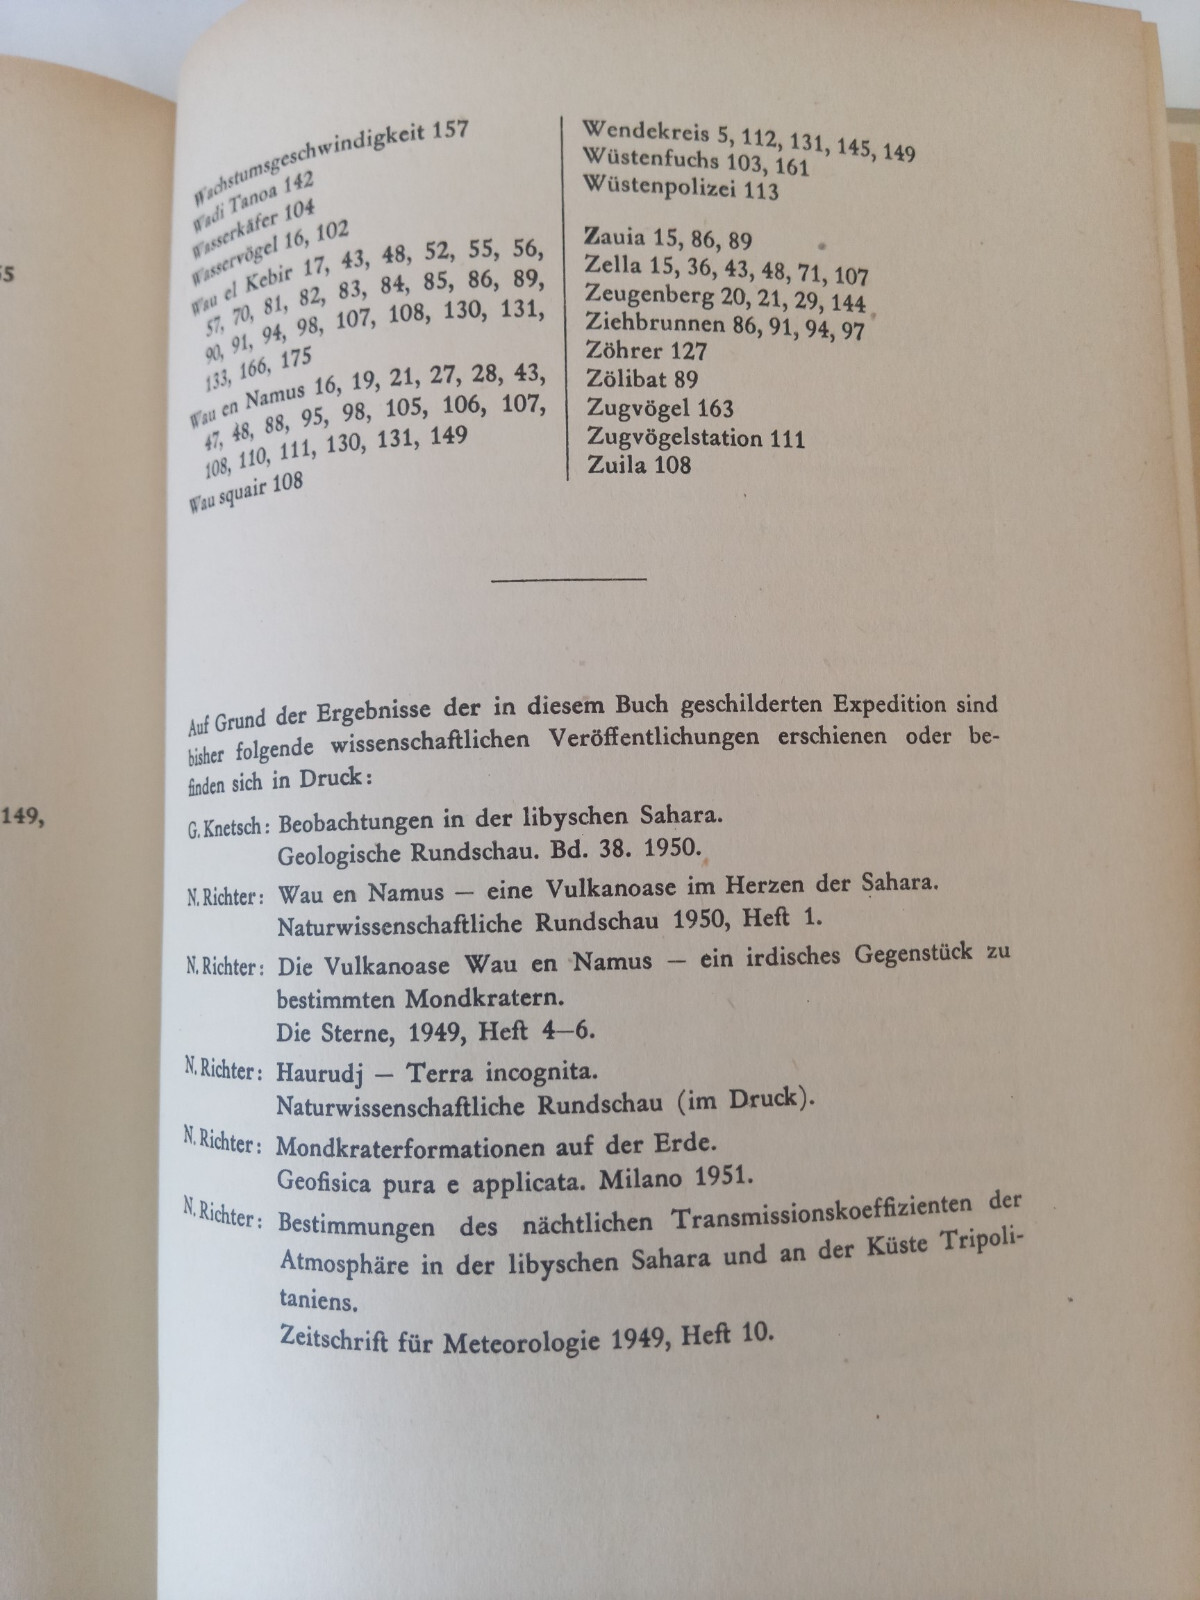 55
149,
Wachstumsgeschwindigkeit 157
Wadi Tanoa 142
Wasserkäfer 104
Wasservögel 16, 102
Wau el Kebir 17, 43, 48, 52, 55, 56,
57, 70, 81, 82, 83, 84, 85, 86, 89,
90, 91, 94, 98, 107, 108, 130, 131,
133, 166, 175
Wau en Namus 16, 19, 21, 27, 28, 43,
47, 48, 88, 95, 98, 105, 106, 107,
108, 110, 111, 130, 131, 149
Wau squair 108
Wendekreis 5, 112, 131, 145, 149
Wüstenfuchs 103, 161
Wüstenpolizei 113
Zauia 15, 86, 89
Zella 15, 36, 43, 48, 71, 107
Zeugenberg 20, 21, 29, 144
Ziehbrunnen 86, 91, 94, 97
Zöhrer 127
Zölibat 89
Zugvögel 163
Zugvögelstation 111
Zuila 108
Auf Grund der Ergebnisse der in diesem Buch geschilderten Expedition sind
bisher folgende wissenschaftlichen Veröffentlichungen erschienen oder be-
finden sich in Druck:
G. Knetsch: Beobachtungen in der libyschen Sahara.
Geologische Rundschau. Bd. 38. 1950.
N. Richter: Wau en Namus — eine Vulkanoase im Herzen der Sahara.
Naturwissenschaftliche Rundschau 1950, Heft 1.
N. Richter: Die Vulkanoase Wau en Namus — ein irdisches Gegenstück zu
bestimmten Mondkratern.
Die Sterne, 1949, Heft 4—6.
N. Richter: Haurudj — Terra incognita.
Naturwissenschaftliche Rundschau (im Druck).
N. Richter: Mondkraterformationen auf der Erde.
Geofisica pura e applicata. Milano 1951.
N. Richter: Bestimmungen des nächtlichen Transmissionskoeffizienten der
Atmosphäre in der libyschen Sahara und an der Küste Tripoli-
taniens.
Zeitschrift für Meteorologie 1949, Heft 10.